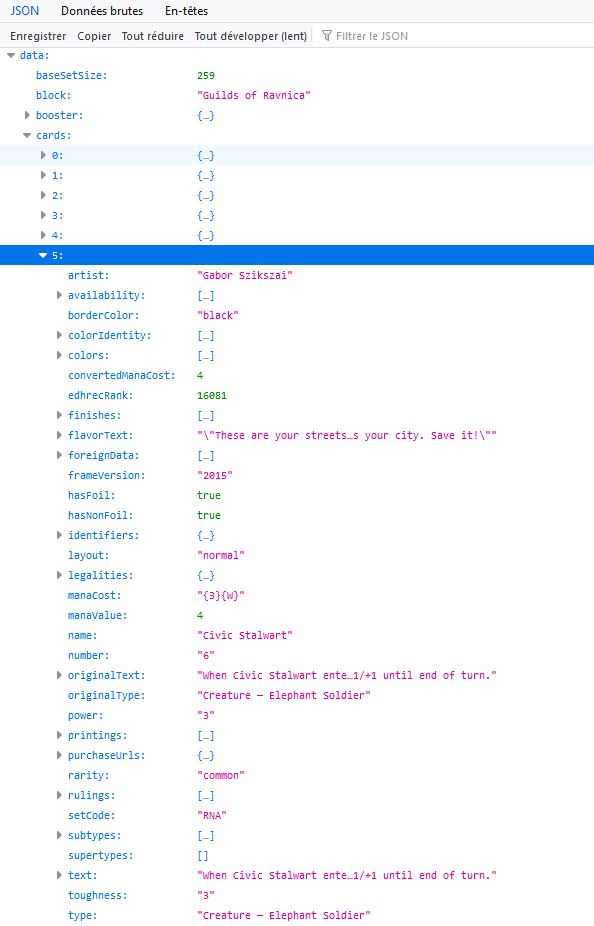 JSON Données brutes En-têtes
Enregistrer Copier Tout réduire Tout développer (lent) Filtrer le JSON
data:
baseSetSize: 259
block: "Guilds of Ravnica"
booster: {…}
cards:
0: {…}
1: {…}
2: {…}
3: {…}
4: {…}
5:
artist: "Gabor Szikszai"
availability: […]
borderColor: "black"
colorIdentity: […]
colors: […]
convertedManaCost: 4
edhrecRank: 16081
finishes: […]
flavorText: "\"These are your streets…s your city. Save it!\""
foreignData: […]
frameVersion: "2015"
hasFoil: true
hasNonFoil: true
identifiers: {…}
layout: "normal"
legalities: {…}
manaCost: "{3}{W}"
manaValue: 4
name: "Civic Stalwart"
number: "6"
originalText: "When Civic Stalwart ente…1/+1 until end of turn."
originalType: "Creature — Elephant Soldier"
power: "3"
printings: […]
purchaseUrls: {…}
rarity: "common"
rulings: […]
setCode: "RNA"
subtypes: […]
supertypes: []
text: "When Civic Stalwart ente…1/+1 until end of turn."
toughness: "3"
type: "Creature — Elephant Soldier"